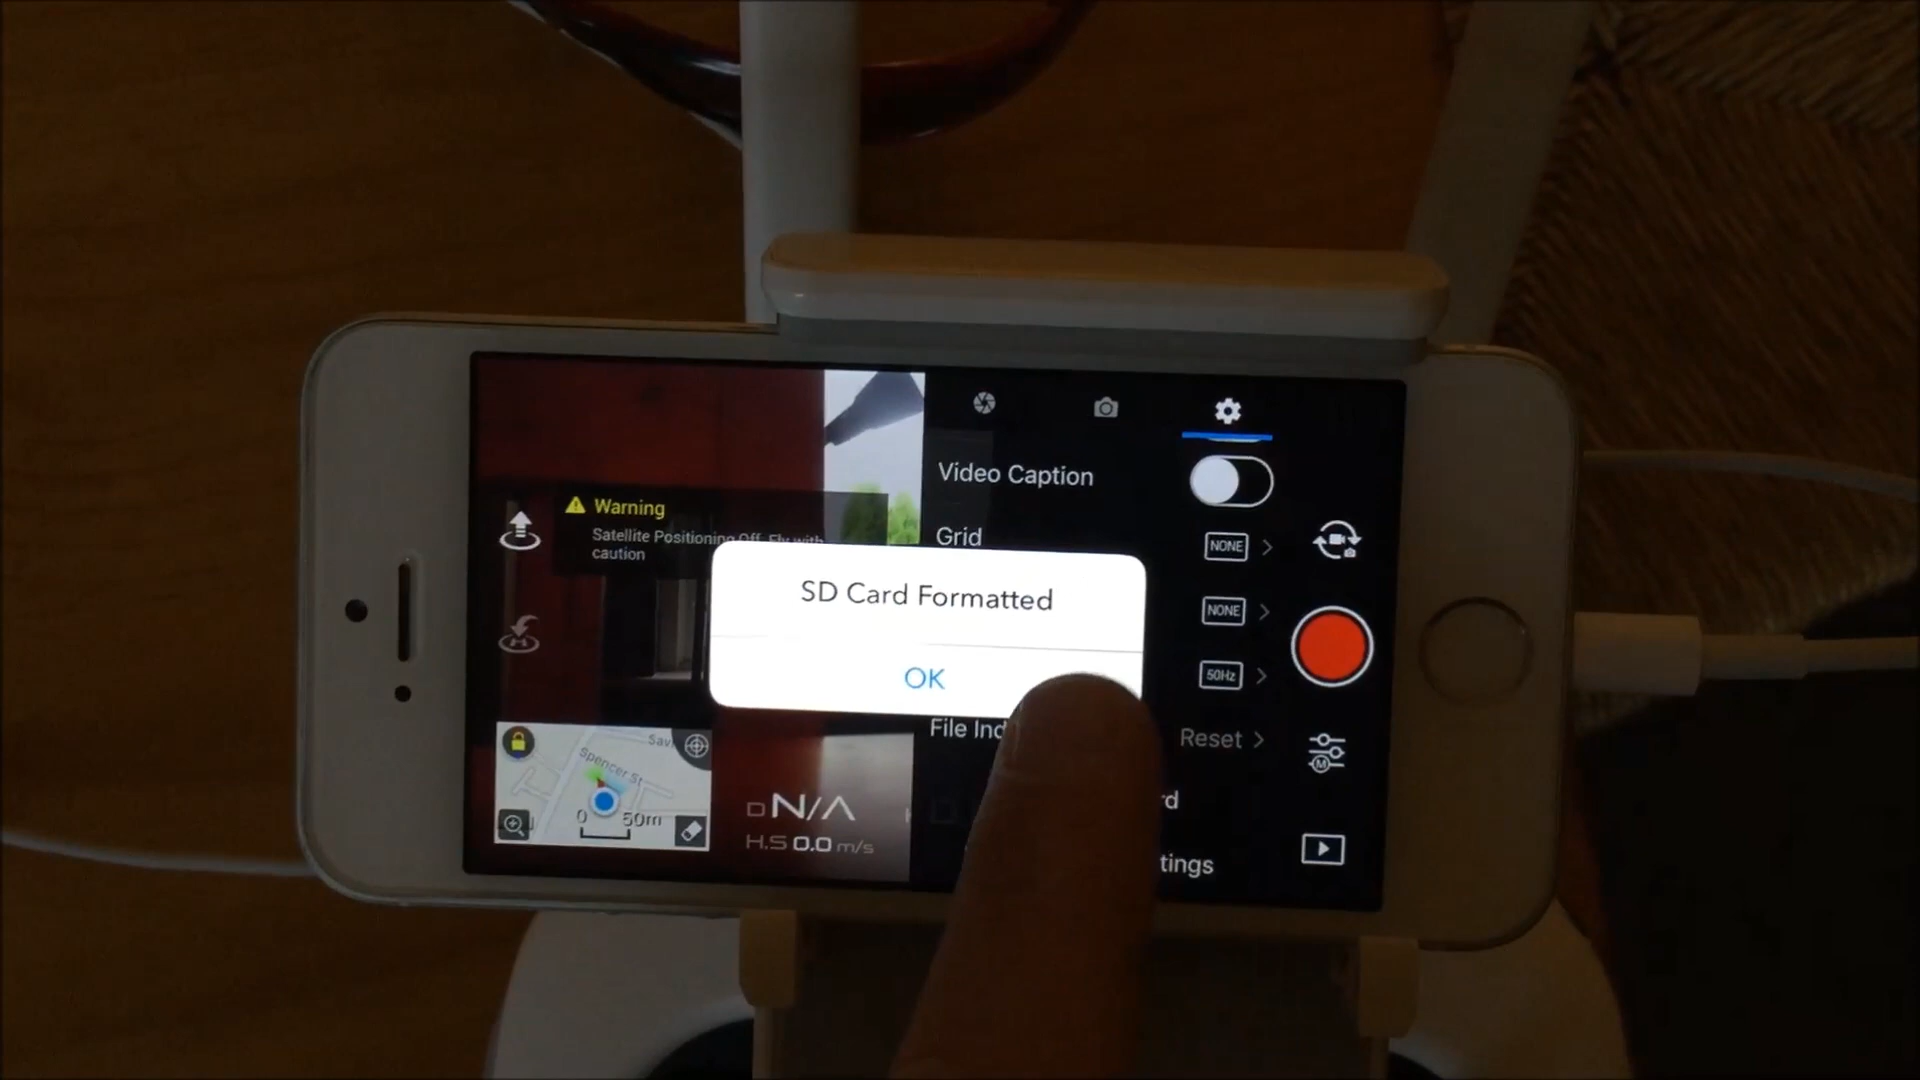 Video Caption
Warning
Satellite Positioning Off. Fly with
caution
Grid
NONE
SD Card Formatted
NONE
OK
50Hz
File Ind
Reset
Spencer St
0 50m
D N/A
H.S 0.0 m/s
rd
tings
M